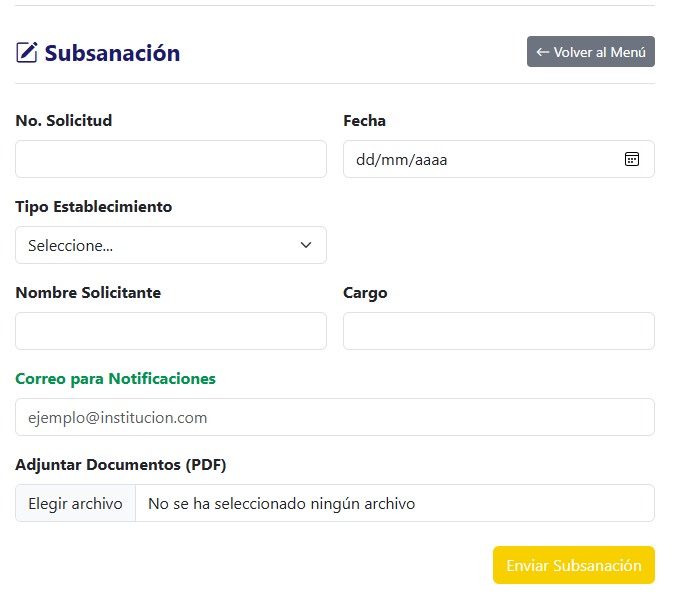 Subsanación
← Volver al Menú
No. Solicitud
Fecha
dd/mm/aaaa
Tipo Establecimiento
Seleccione...
Nombre Solicitante
Cargo
Correo para Notificaciones
ejemplo@institucion.com
Adjuntar Documentos (PDF)
Elegir archivo No se ha seleccionado ningún archivo
Enviar Subsanación